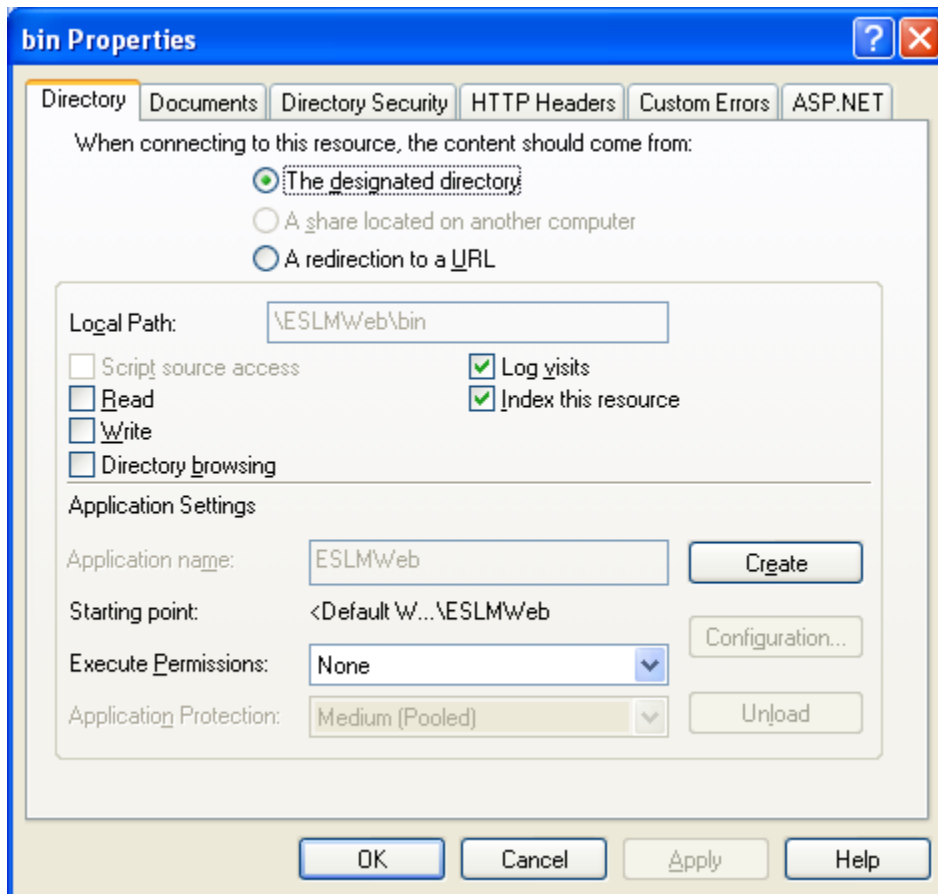 bin Properties
Directory Documents Directory Security HTTP Headers Custom Errors ASP.NET
When connecting to this resource, the content should come from:
The designated directory
A share located on another computer
A redirection to a URL
Local Path: \ESLMWeb\bin
Script source access Log visits
Read Index this resource
Write
Directory browsing
Application Settings
Application name: ESLMWeb Create
Starting point: <Default W...\ESLMWeb
Configuration...
Execute Permissions: None
Application Protection: Medium (Pooled) Unload
OK Cancel Apply Help